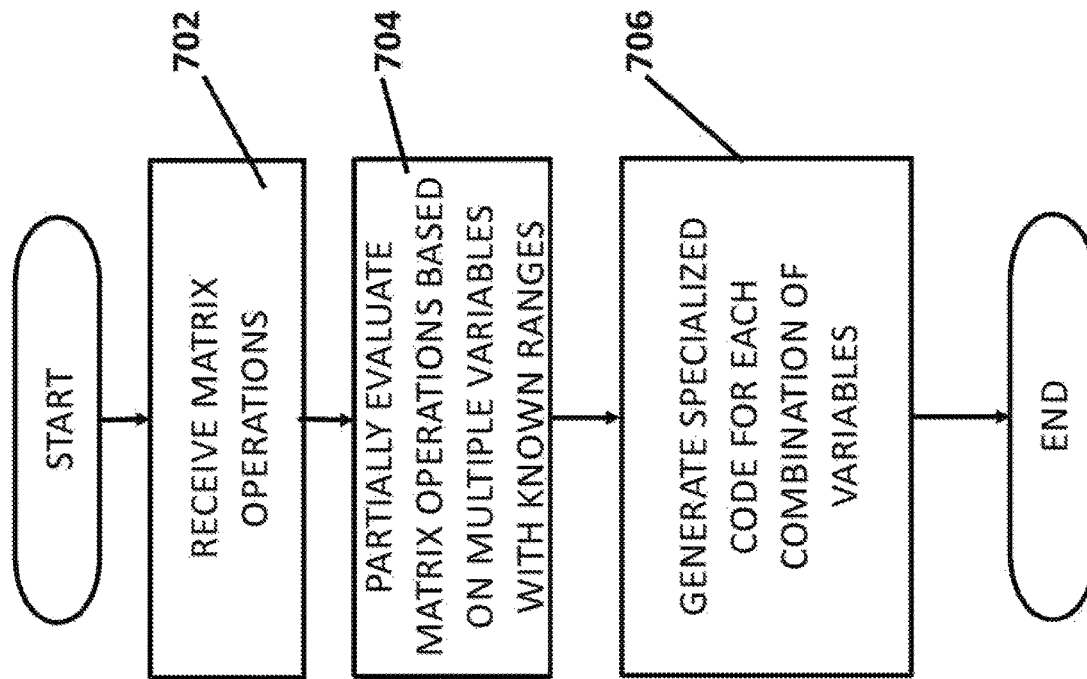 START
RECEIVE MATRIX
OPERATIONS
702
PARTIALLY EVALUATE
MATRIX OPERATIONS BASED
ON MULTIPLE VARIABLES
WITH KNOWN RANGES
704
GENERATE SPECIALIZED
CODE FOR EACH
COMBINATION OF
VARIABLES
706
END